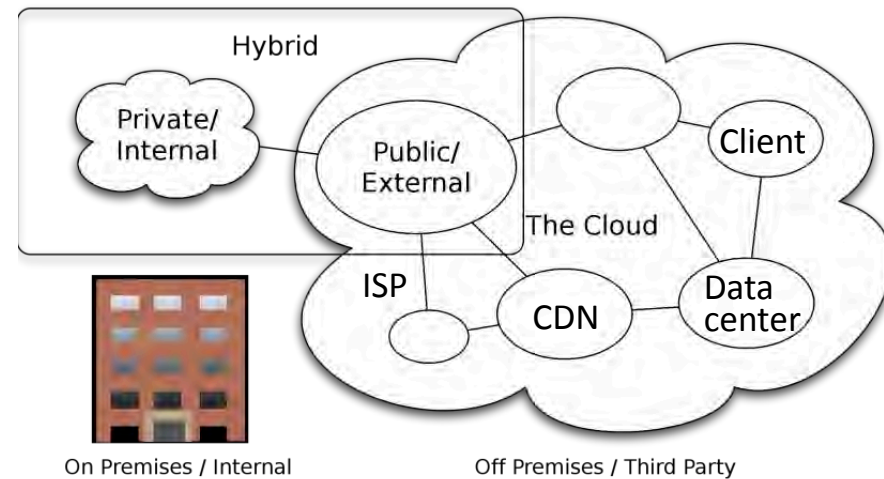 Hybrid
Private/
Internal
Public/
External
Client
The Cloud
ISP
CDN
Data
center
On Premises / Internal
Off Premises / Third Party